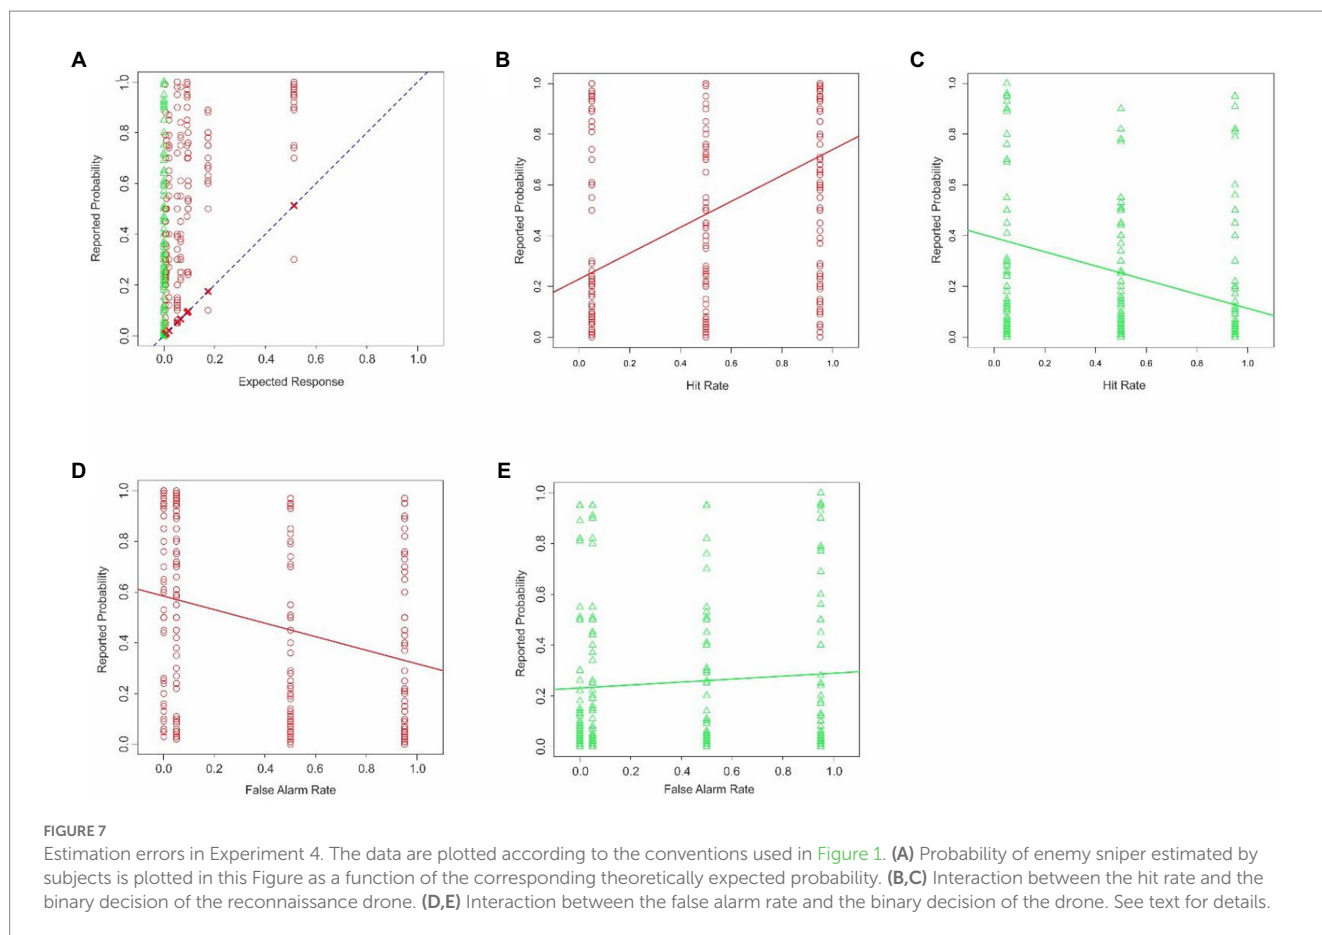 A
B
C
1.0
0.8
0.6
0.4
0.2
0.0
Reported Probability
0.0 0.2 0.4 0.6 0.8 1.0
Expected Response
1.0
0.8
0.6
0.4
0.2
0.0
Reported Probability
0.0 0.2 0.4 0.6 0.8 1.0
Hit Rate
1.0
0.8
0.6
0.4
0.2
0.0
Reported Probability
0.0 0.2 0.4 0.6 0.8 1.0
Hit Rate
D
E
1.0
0.8
0.6
0.4
0.2
0.0
Reported Probability
0.0 0.2 0.4 0.6 0.8 1.0
False Alarm Rate
1.0
0.8
0.6
0.4
0.2
0.0
Reported Probability
0.0 0.2 0.4 0.6 0.8 1.0
False Alarm Rate
FIGURE 7
Estimation errors in Experiment 4. The data are plotted according to the conventions used in Figure 1. (A) Probability of enemy sniper estimated by
subjects is plotted in this Figure as a function of the corresponding theoretically expected probability. (B,C) Interaction between the hit rate and the
binary decision of the reconnaissance drone. (D,E) Interaction between the false alarm rate and the binary decision of the drone. See text for details.